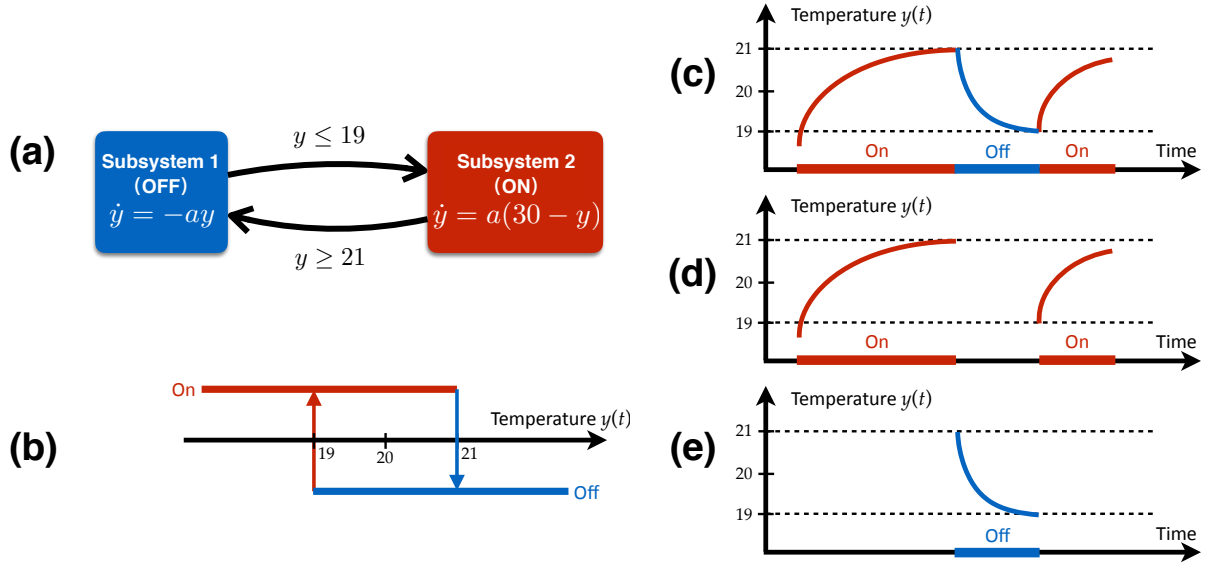 (a)
Subsystem 1
(OFF)
ẏ = −ay
y ≤ 19
y ≥ 21
Subsystem 2
(ON)
ẏ = a(30 − y)
(b)
On
Temperature y(t)
19
20
21
Off
(c)
Temperature y(t)
21
20
19
On
Off
On
Time
(d)
Temperature y(t)
21
20
19
On
On
Time
(e)
Temperature y(t)
21
20
19
Off
Time